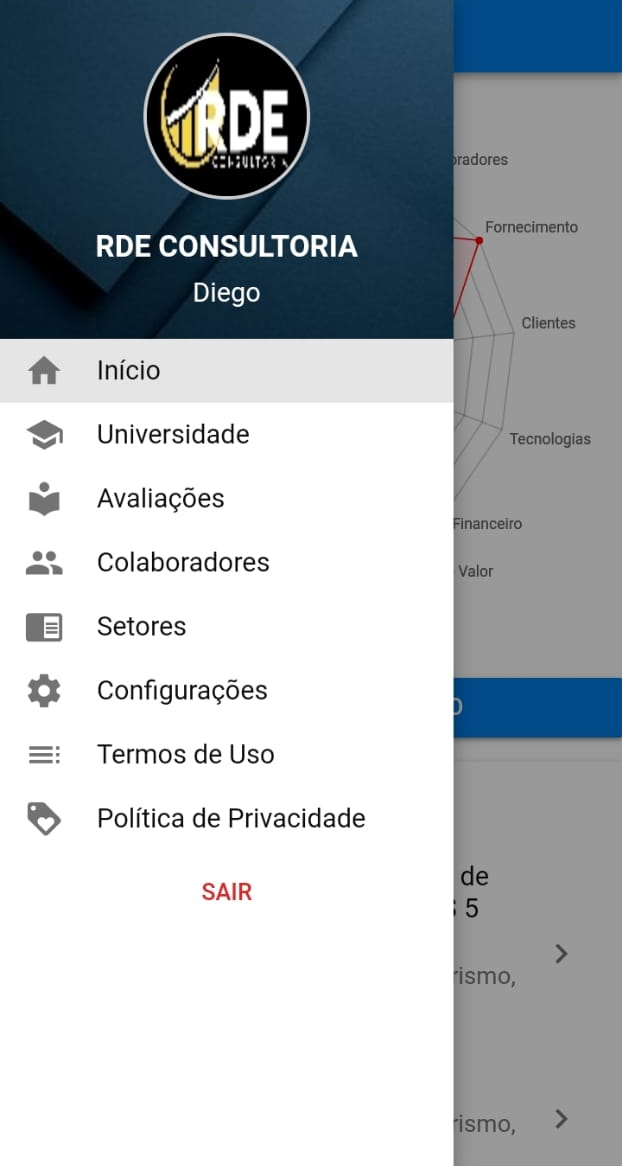 RDE
CONSULTORIA
RDE CONSULTORIA
Diego
Início
Universidade
Avaliações
Colaboradores
Setores
Configurações
Termos de Uso
Política de Privacidade
SAIR
oradores
Fornecimento
Clientes
Tecnologias
Financeiro
Valor
O
de
5
rismo,
rismo,